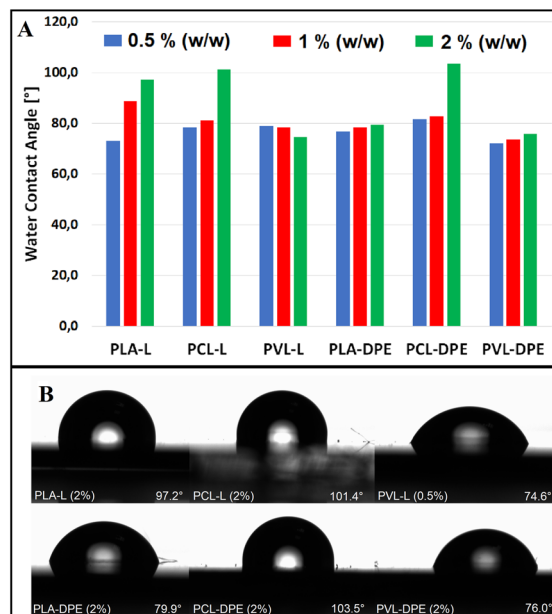 A
120,0
0.5 % (w/w) 1 % (w/w) 2 % (w/w)
100,0
80,0
60,0
40,0
20,0
0,0
Water Contact Angle [°]
PLA-L PCL-L PVL-L PLA-DPE PCL-DPE PVL-DPE
B
PLA-L (2%) 97.2° PCL-L (2%) 101.4° PVL-L (0.5%) 74.6°
PLA-DPE (2%) 79.9° PCL-DPE (2%) 103.5° PVL-DPE (2%) 76.0°